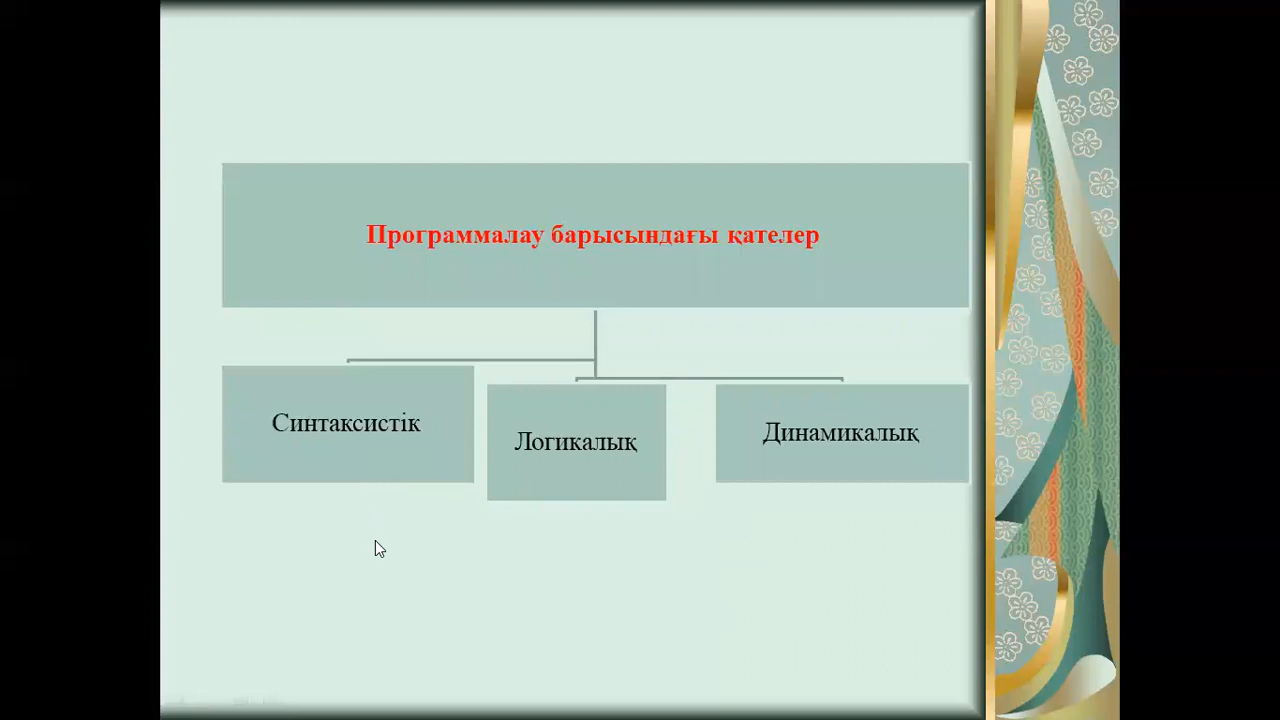 Программалау барысындағы қателер
Синтаксистік
Логикалық
Динамикалық